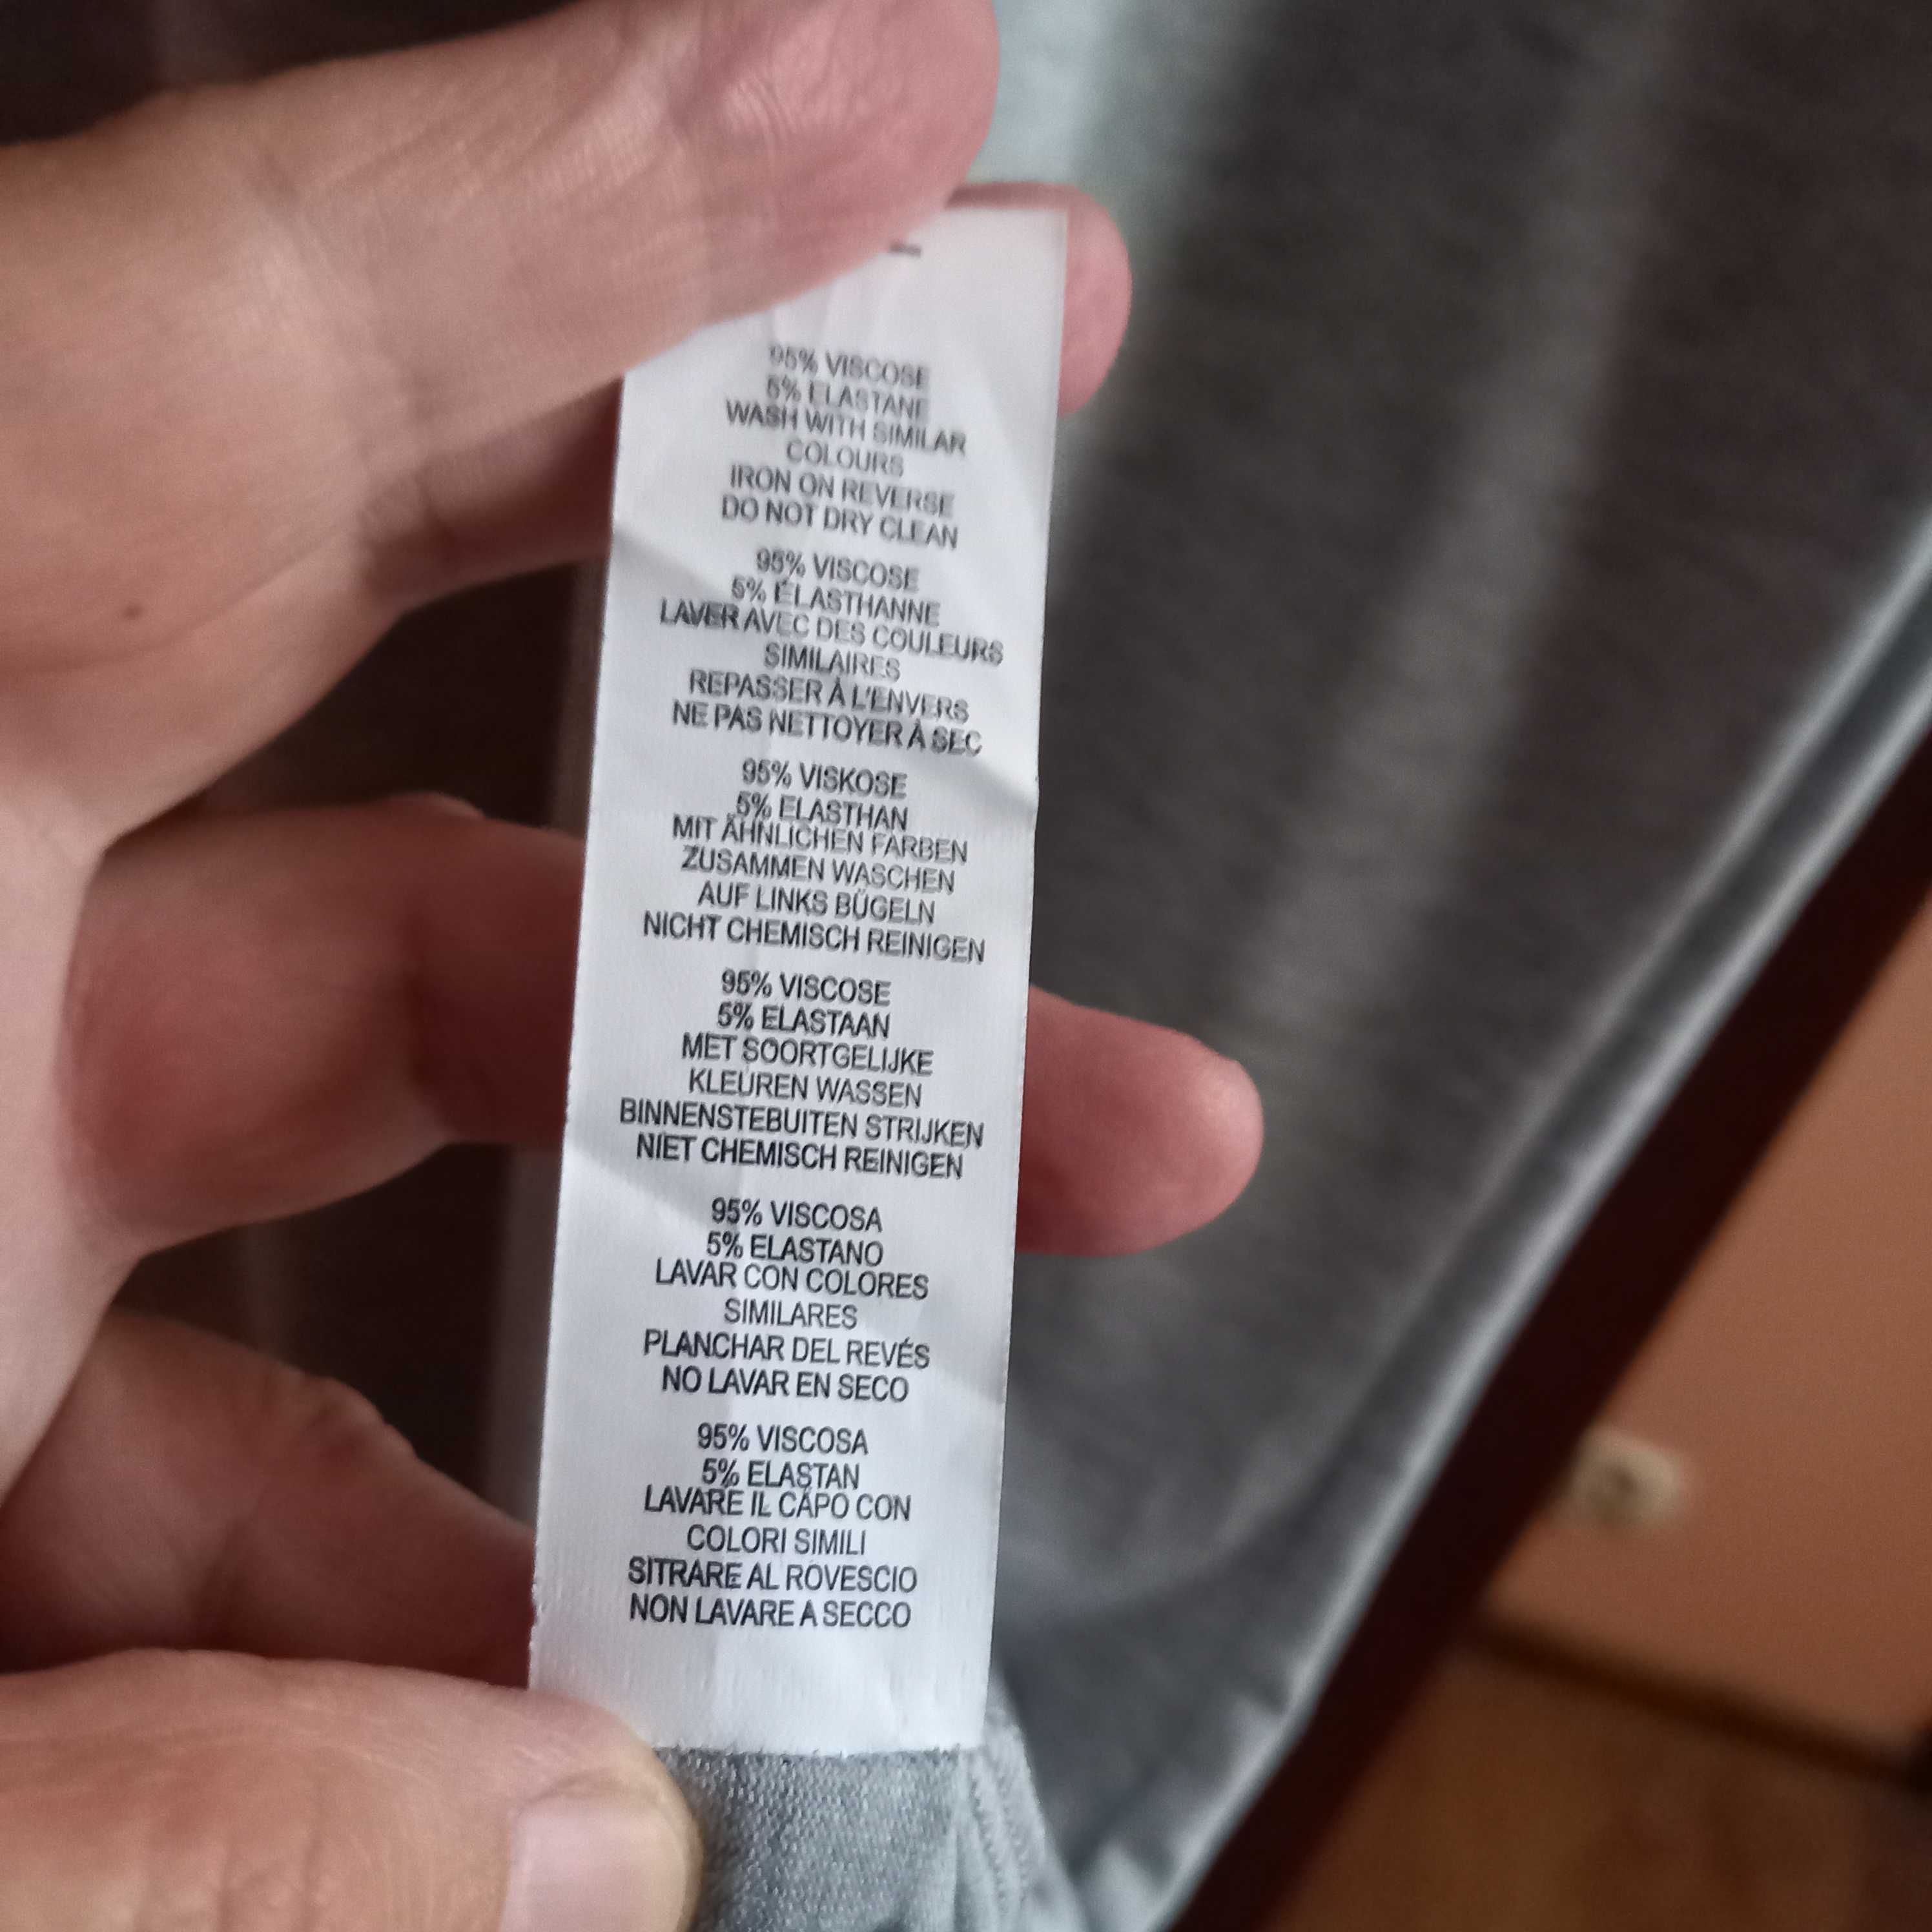 95% VISCOSE
5% ELASTANE
WASH WITH SIMILAR
COLOURS
IRON ON REVERSE
DO NOT DRY CLEAN
95% VISCOSE
5% ÉLASTHANNE
LAVER AVEC DES COULEURS
SIMILAIRES
REPASSER À L'ENVERS
NE PAS NETTOYER À SEC
95% VISKOSE
5% ELASTHAN
MIT ÄHNLICHEN FARBEN
ZUSAMMEN WASCHEN
AUF LINKS BÜGELN
NICHT CHEMISCH REINIGEN
95% VISCOSE
5% ELASTAAN
MET SOORTGELIJKE
KLEUREN WASSEN
BINNENSTEBUITEN STRIJKEN
NIET CHEMISCH REINIGEN
95% VISCOSA
5% ELASTANO
LAVAR CON COLORES
SIMILARES
PLANCHAR DEL REVÉS
NO LAVAR EN SECO
95% VISCOSA
5% ELASTAN
LAVARE IL CAPO CON
COLORI SIMILI
SITRARE AL ROVESCIO
NON LAVARE A SECCO